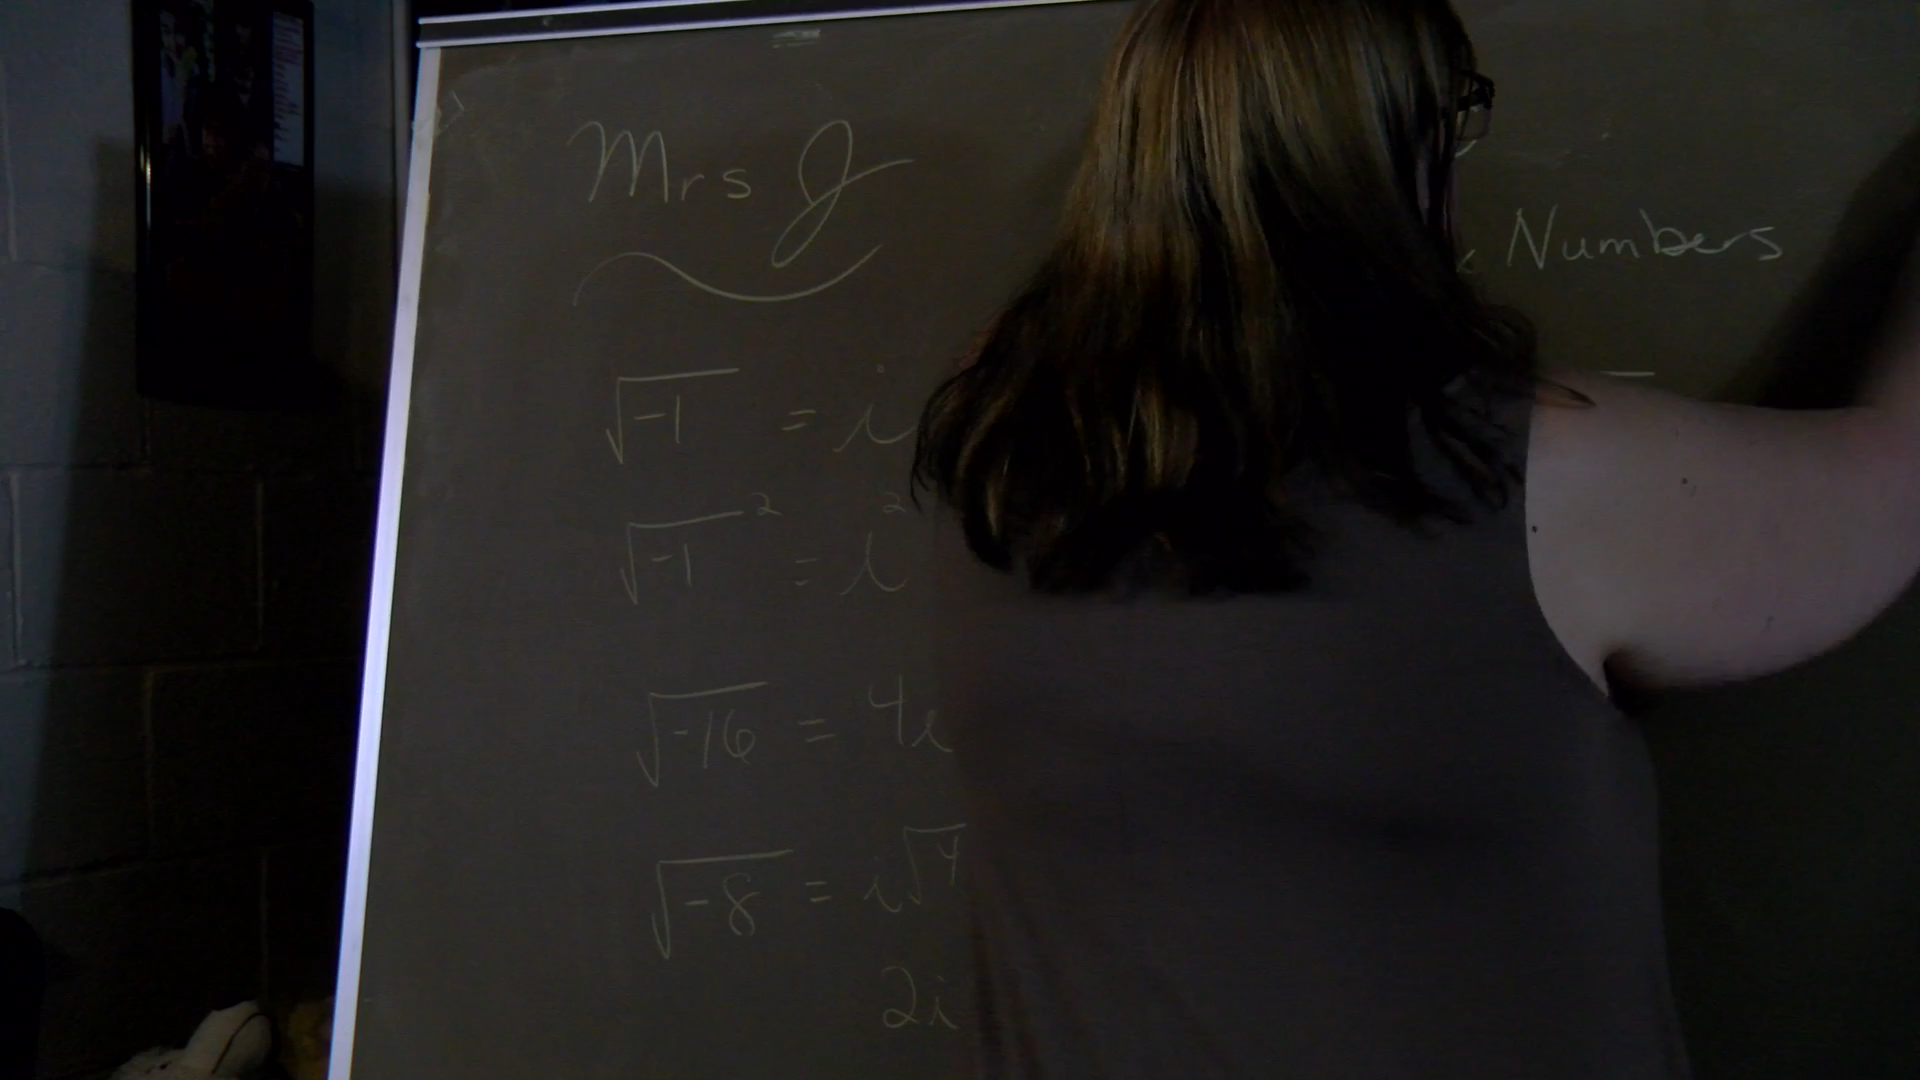 Mrs J
Numbers
√-1 = i
√-1² = i²
√-16 = 4i
√-8 = i√4
2i